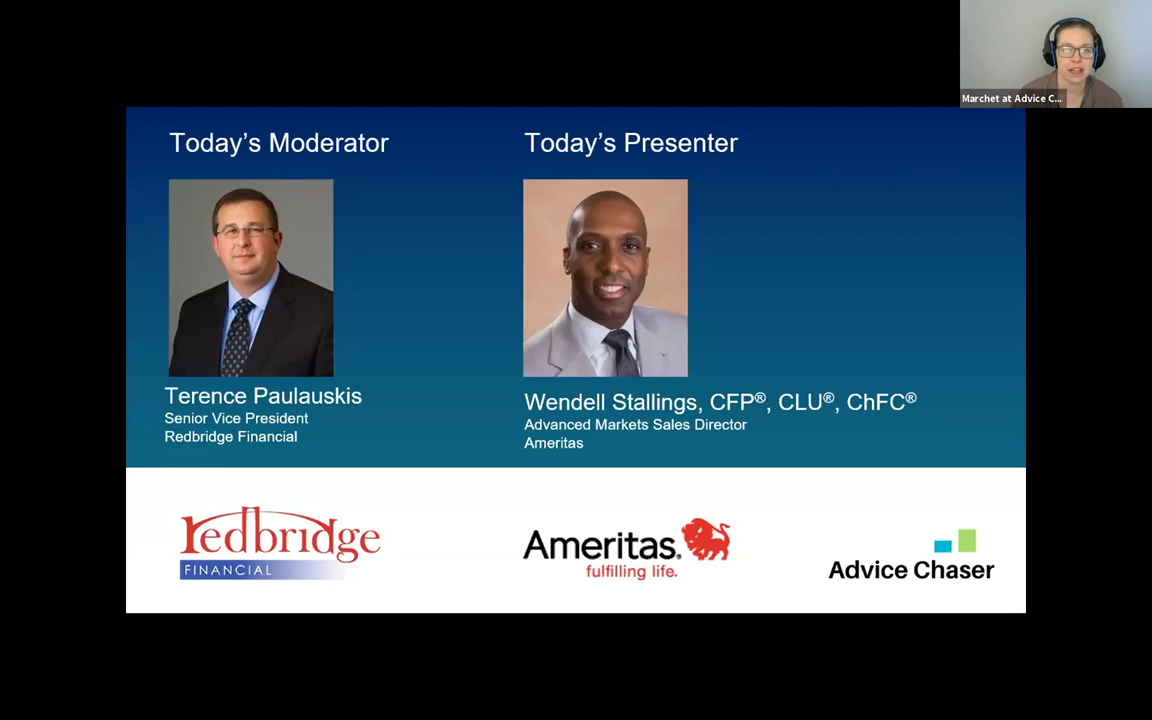 Marchet at Advice C...
Today's Moderator
Today's Presenter
Terence Paulauskis
Senior Vice President
Redbridge Financial
Wendell Stallings, CFP®, CLU®, ChFC®
Advanced Markets Sales Director
Ameritas
redbridge
FINANCIAL
Ameritas®
fulfilling life.
Advice Chaser